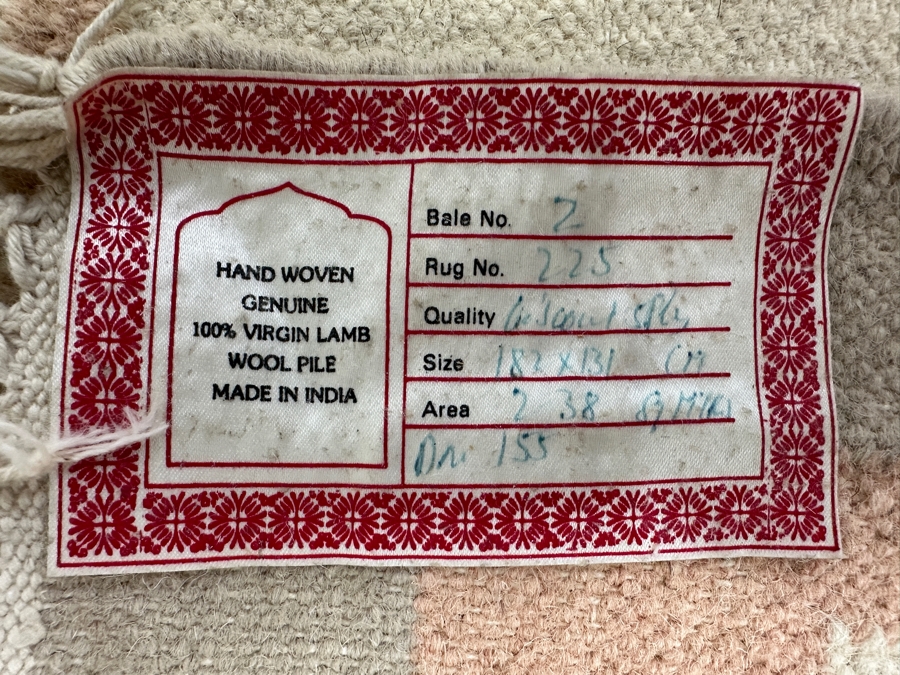 HAND WOVEN
GENUINE
100% VIRGIN LAMB
WOOL PILE
MADE IN INDIA
Bale No. 2
Rug No. 225
Quality
Size 182 X 131 CM
Area 2 38
155